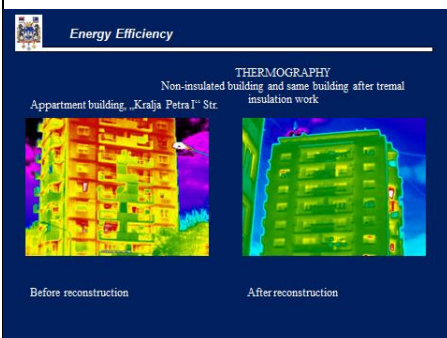 Energy Efficiency
THERMOGRAPHY
Non-insulated building and same building after tremal
insulation work
Appartment building, „Kralja Petra I“ Str.
Before reconstruction
After reconstruction